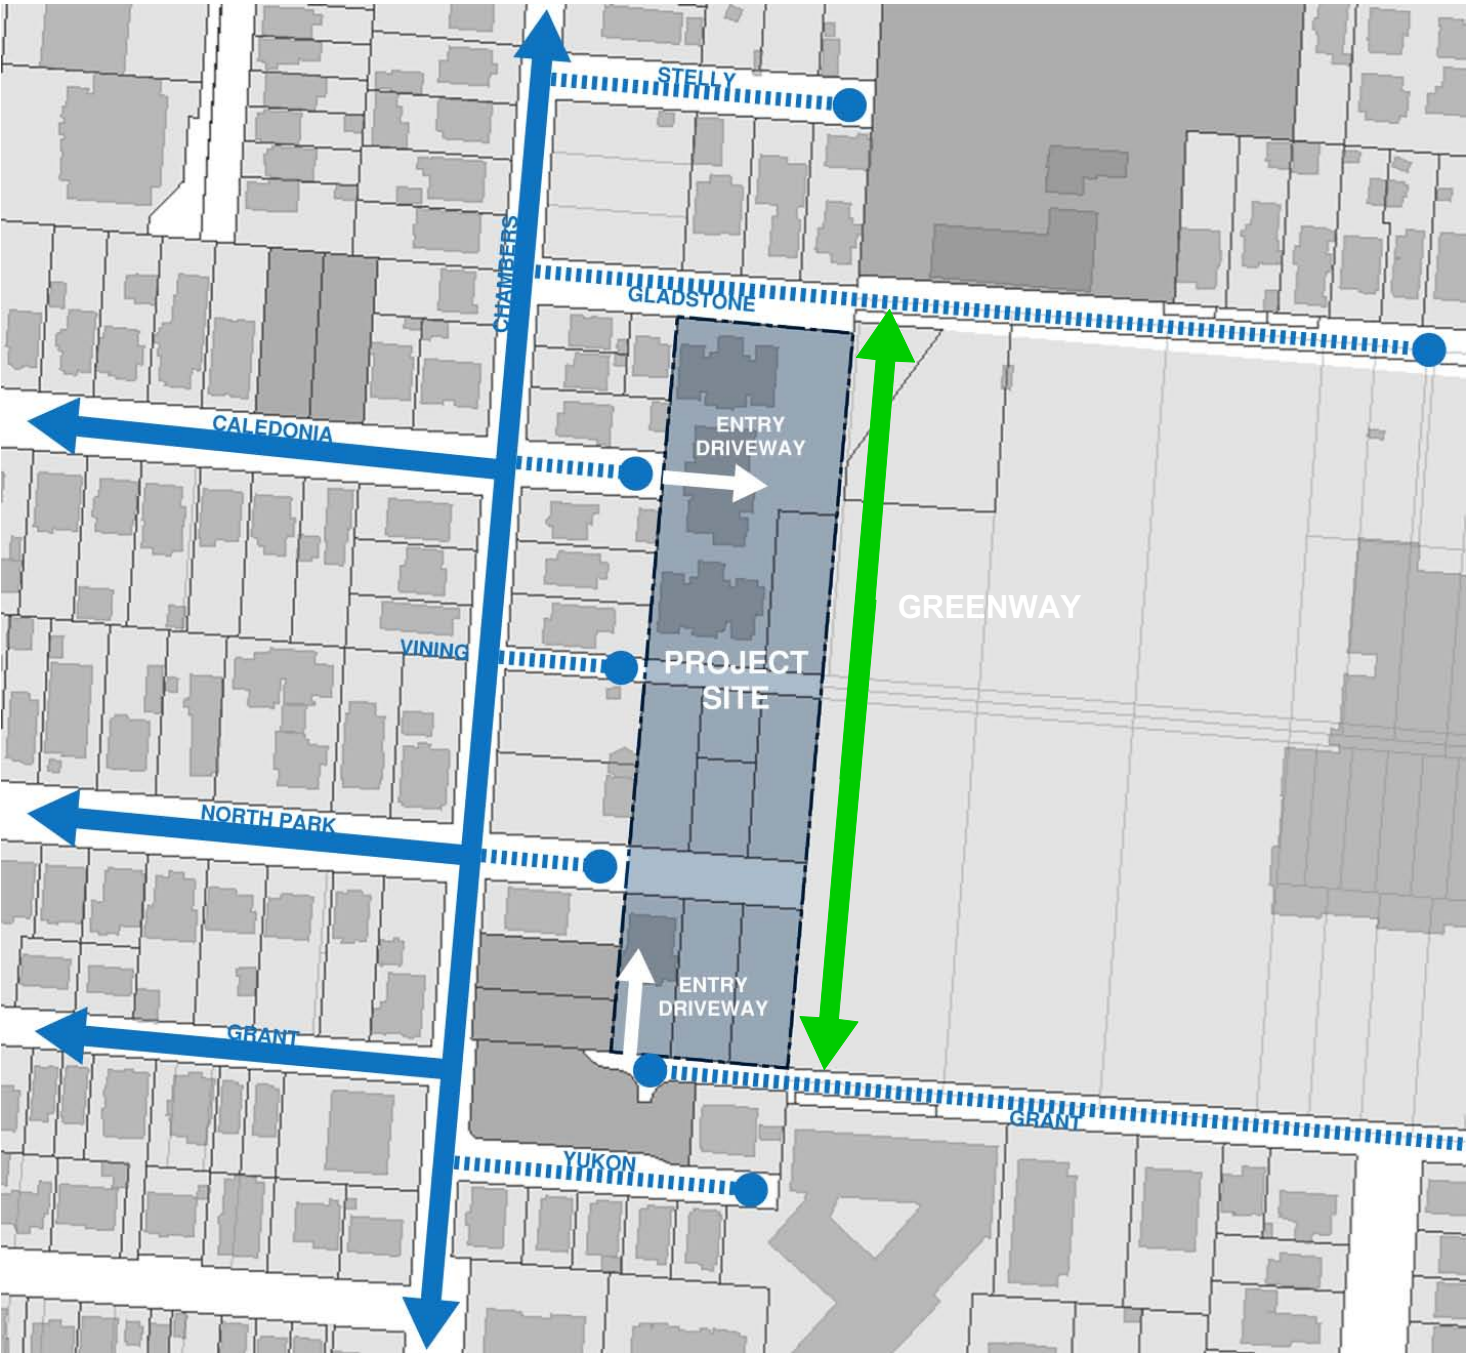 STELLY
CHAMBERS
GLADSTONE
CALEDONIA
ENTRY
DRIVEWAY
GREENWAY
VINING
PROJECT
SITE
NORTH PARK
ENTRY
DRIVEWAY
GRANT
GRANT
YUKON